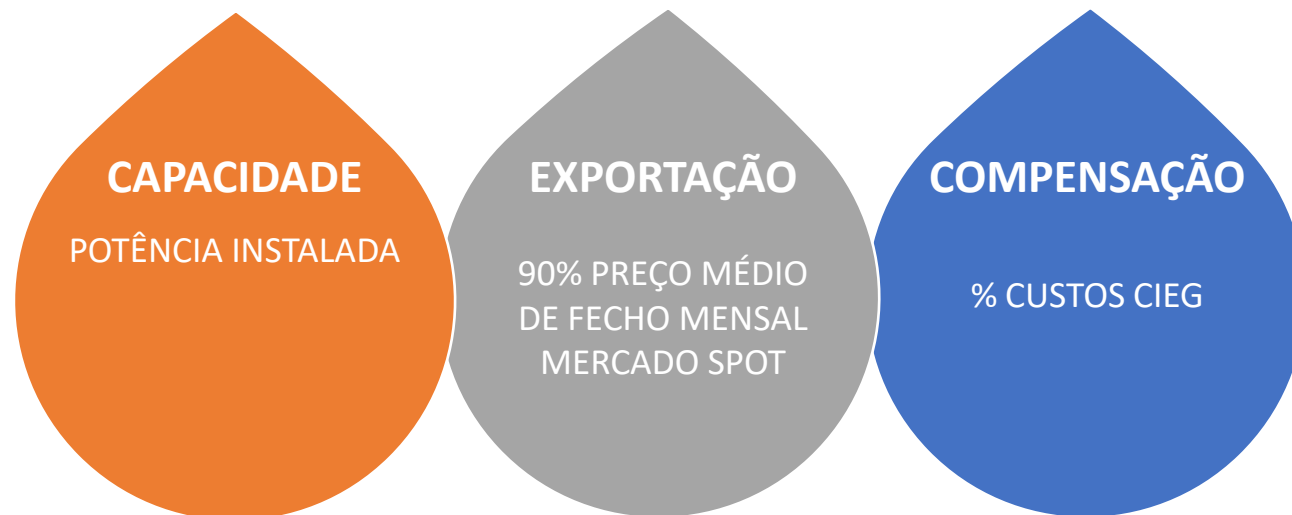 CAPACIDADE
POTÊNCIA INSTALADA
EXPORTAÇÃO
90% PREÇO MÉDIO
DE FECHO MENSAL
MERCADO SPOT
COMPENSAÇÃO
% CUSTOS CIEG